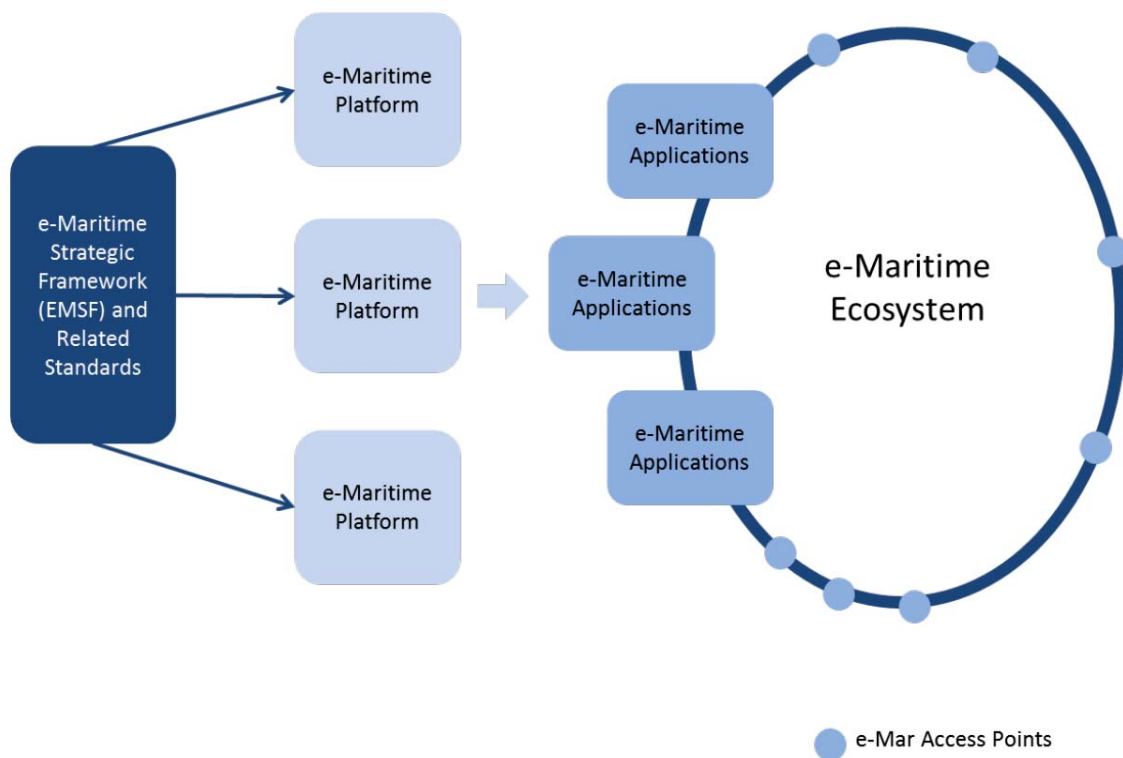 e-Maritime
Strategic
Framework
(EMSF) and
Related
Standards
e-Maritime
Platform
e-Maritime
Platform
e-Maritime
Platform
e-Maritime
Applications
e-Maritime
Applications
e-Maritime
Applications
e-Maritime
Ecosystem
e-Mar Access Points